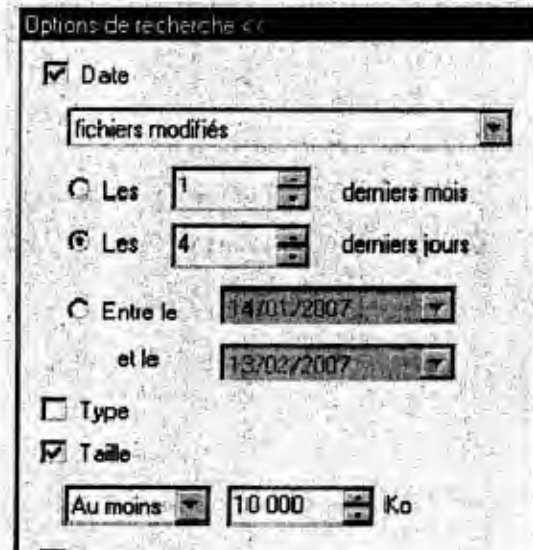 Options de recherche <<
Date
fichiers modifiés
Les 1 derniers mois
Les 4 derniers jours
Entre le 14/01/2007
et le 13/02/2007
Type
Taille
Au moins 10 000 Ko